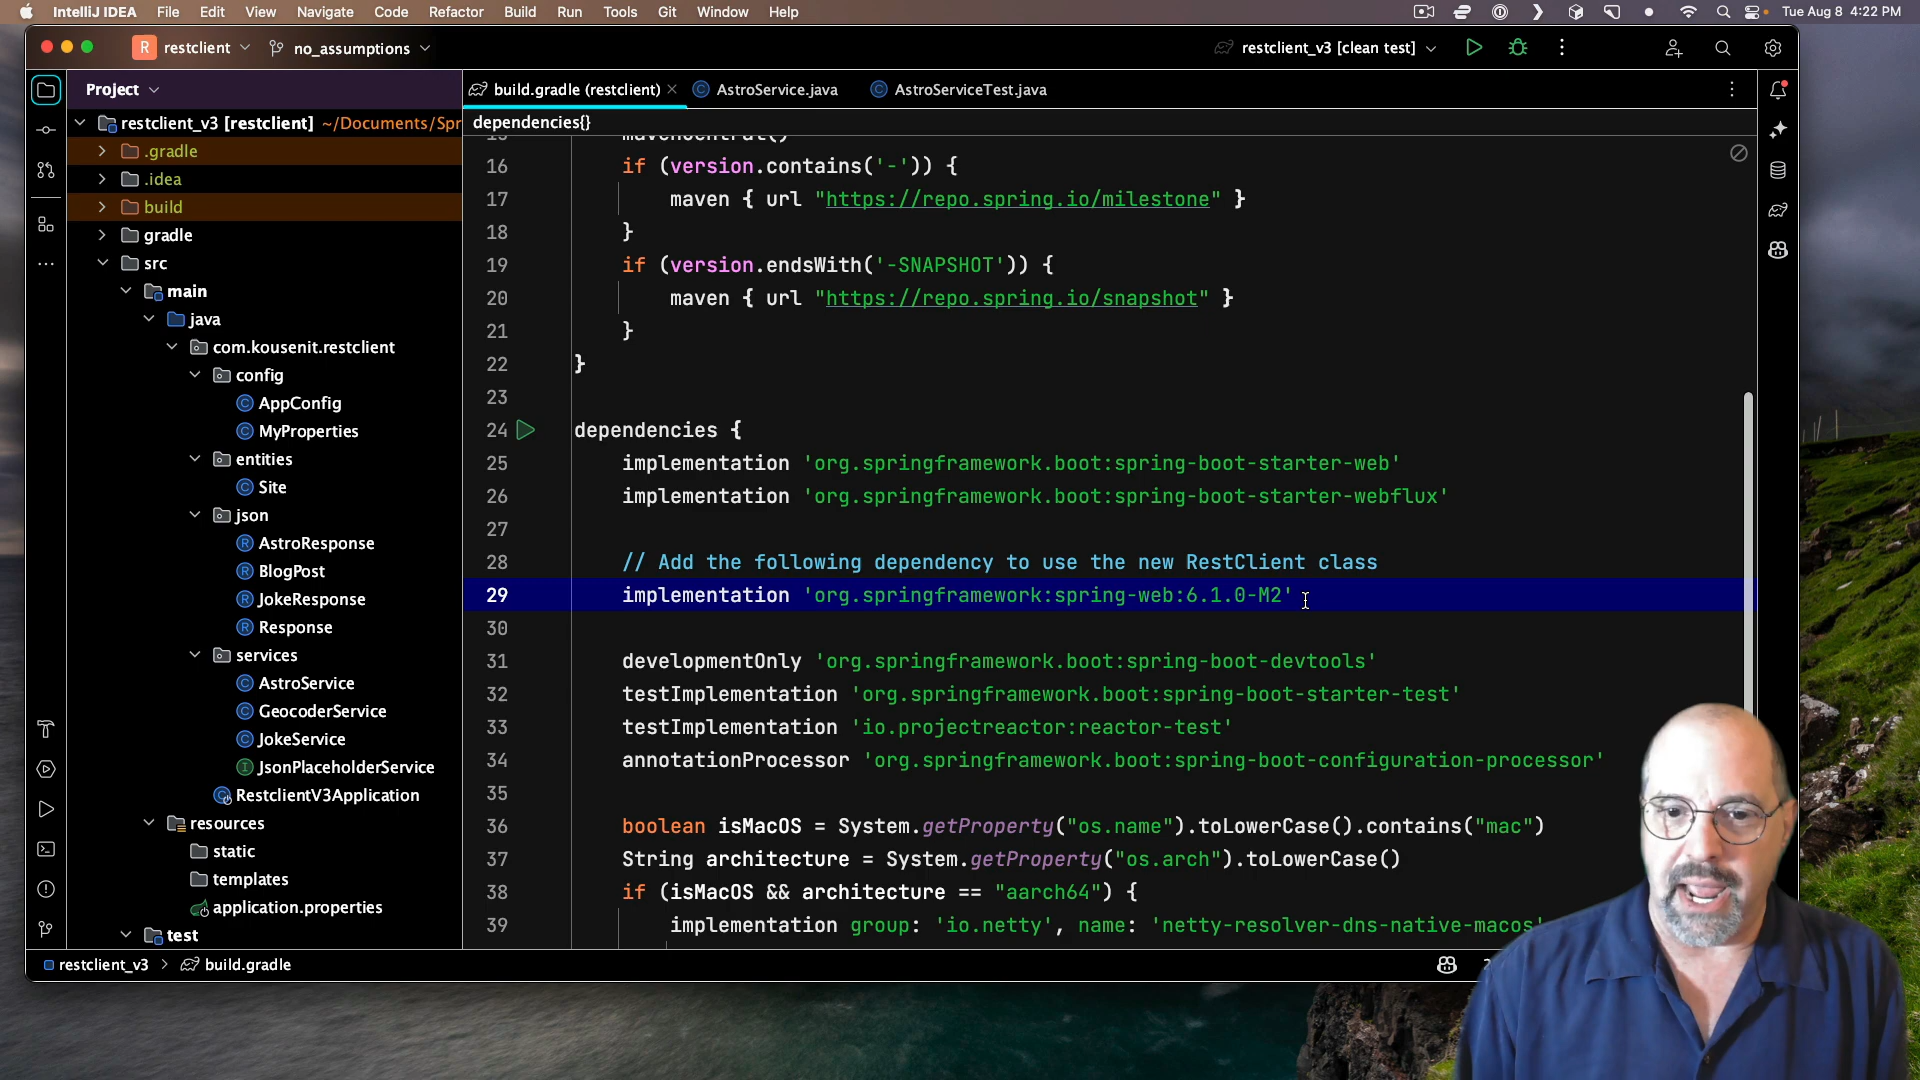 IntelliJ IDEA File Edit View Navigate Code Refactor Build Run Tools Git Window Help Tue Aug 8 4:22 PM
R restclient no_assumptions restclient_v3 [clean test]
Project
build.gradle (restclient) AstroService.java AstroServiceTest.java
dependencies{}
restclient_v3 [restclient] ~/Documents/Spr
.gradle
.idea
build
gradle
src
main
java
com.kousenit.restclient
config
AppConfig
MyProperties
entities
Site
json
AstroResponse
BlogPost
JokeResponse
Response
services
AstroService
GeocoderService
JokeService
JsonPlaceholderService
RestclientV3Application
resources
static
templates
application.properties
test
15 mavenCentral()
16 if (version.contains('-')) {
17 maven { url "https://repo.spring.io/milestone" }
18 }
19 if (version.endsWith('-SNAPSHOT')) {
20 maven { url "https://repo.spring.io/snapshot" }
21 }
22 }
23
24 dependencies {
25 implementation 'org.springframework.boot:spring-boot-starter-web'
26 implementation 'org.springframework.boot:spring-boot-starter-webflux'
27
28 // Add the following dependency to use the new RestClient class
29 implementation 'org.springframework:spring-web:6.1.0-M2'
30
31 developmentOnly 'org.springframework.boot:spring-boot-devtools'
32 testImplementation 'org.springframework.boot:spring-boot-starter-test'
33 testImplementation 'io.projectreactor:reactor-test'
34 annotationProcessor 'org.springframework.boot:spring-boot-configuration-processor'
35
36 boolean isMacOS = System.getProperty("os.name").toLowerCase().contains("mac")
37 String architecture = System.getProperty("os.arch").toLowerCase()
38 if (isMacOS && architecture == "aarch64") {
39 implementation group: 'io.netty', name: 'netty-resolver-dns-native-macos'
restclient_v3 > build.gradle